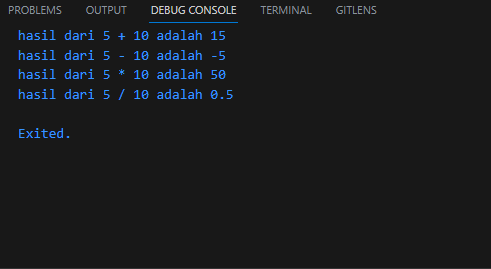 PROBLEMS OUTPUT DEBUG CONSOLE TERMINAL GITLENS
hasil dari 5 + 10 adalah 15
hasil dari 5 - 10 adalah -5
hasil dari 5 * 10 adalah 50
hasil dari 5 / 10 adalah 0.5
Exited.